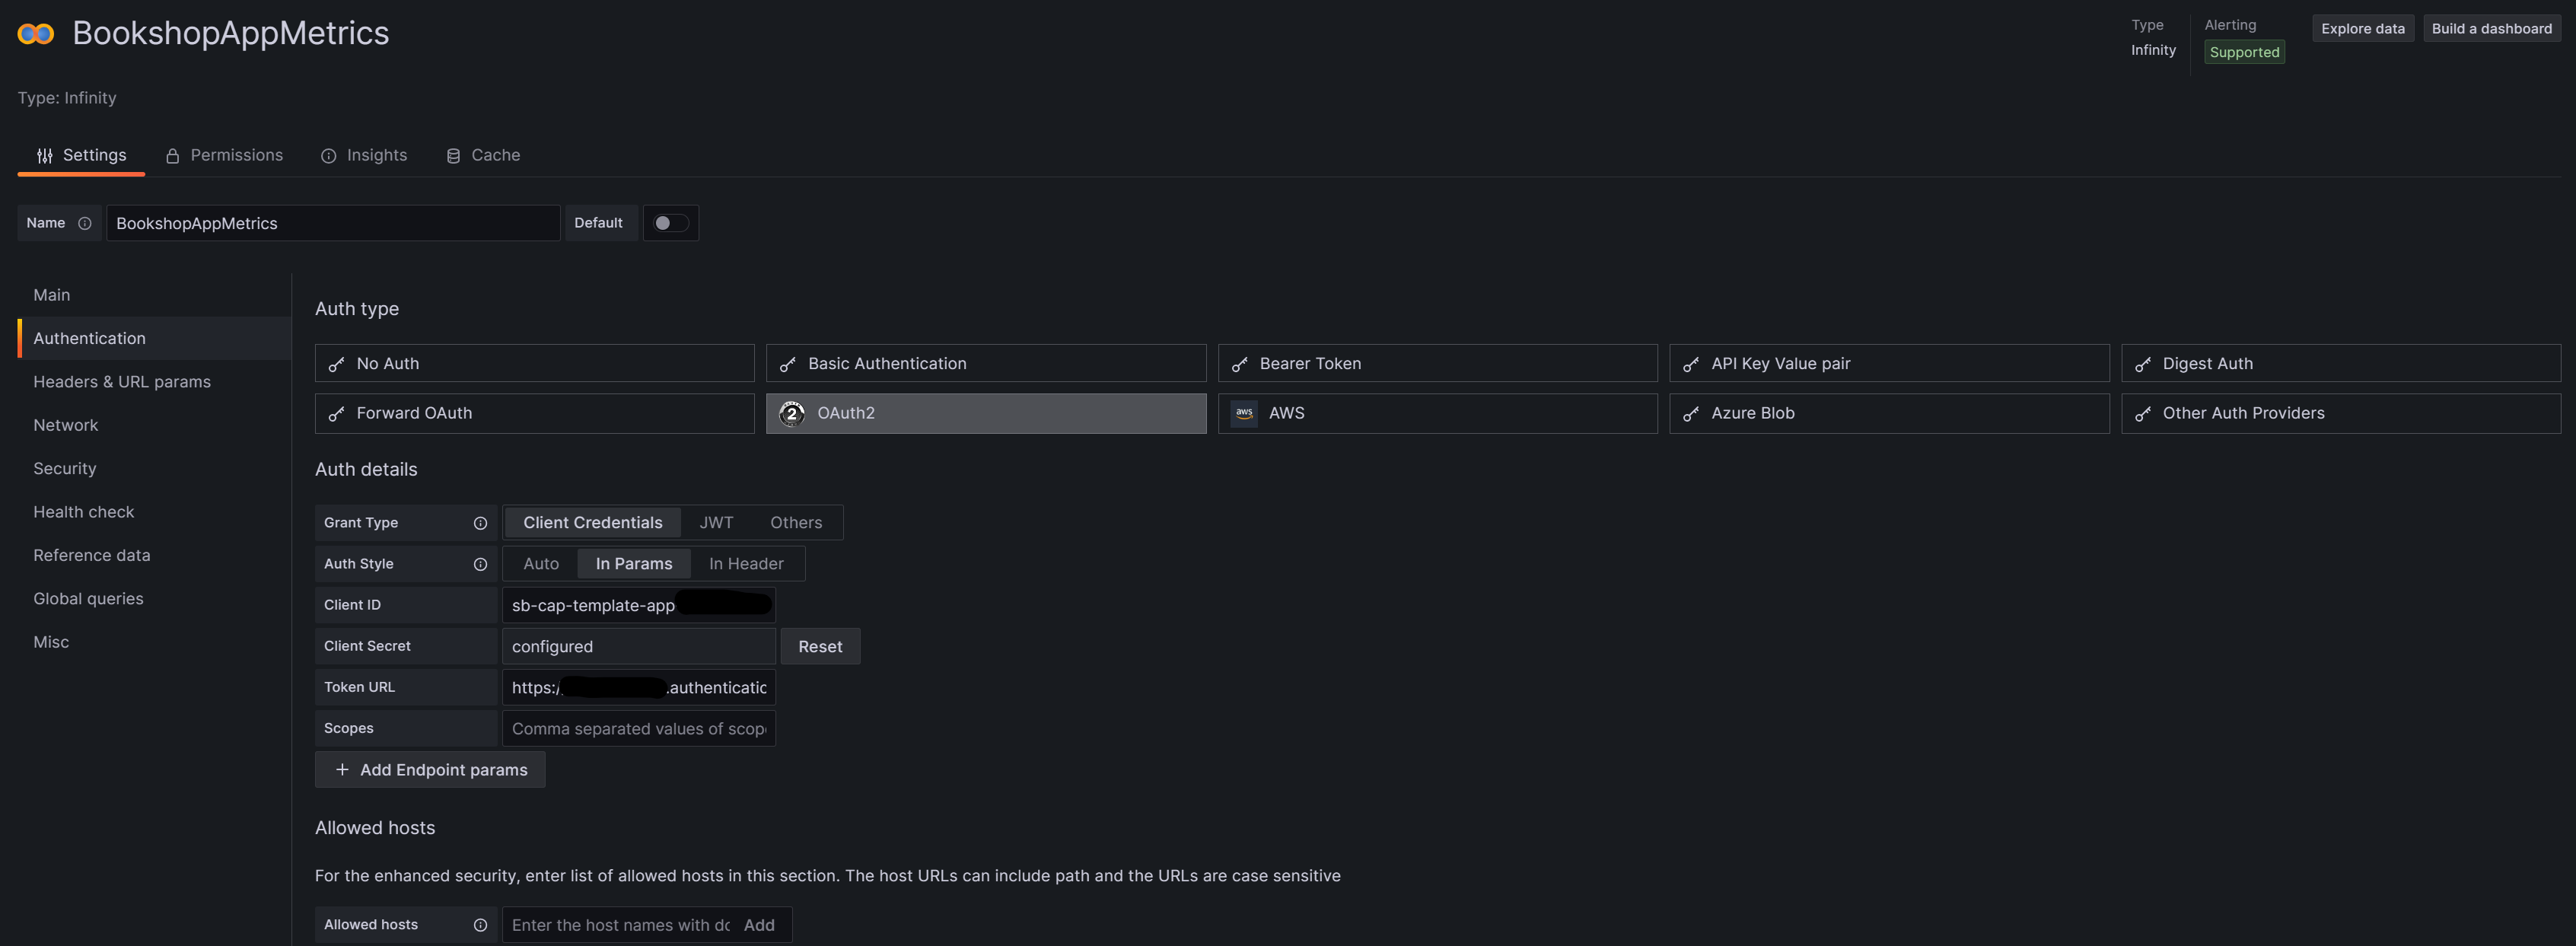 BookshopAppMetrics
Type
Infinity
Alerting
Supported
Explore data
Build a dashboard
Type: Infinity
Settings
Permissions
Insights
Cache
Name
BookshopAppMetrics
Default
Main
Authentication
Headers & URL params
Network
Security
Health check
Reference data
Global queries
Misc
Auth type
No Auth
Basic Authentication
Bearer Token
API Key Value pair
Digest Auth
Forward OAuth
2
OAuth2
aws
AWS
Azure Blob
Other Auth Providers
Auth details
Grant Type
Client Credentials
JWT
Others
Auth Style
Auto
In Params
In Header
Client ID
sb-cap-template-app
Client Secret
configured
Reset
Token URL
https:/ .authenticatic
Scopes
Comma separated values of scop
Add Endpoint params
Allowed hosts
For the enhanced security, enter list of allowed hosts in this section. The host URLs can include path and the URLs are case sensitive
Allowed hosts
Enter the host names with dc
Add